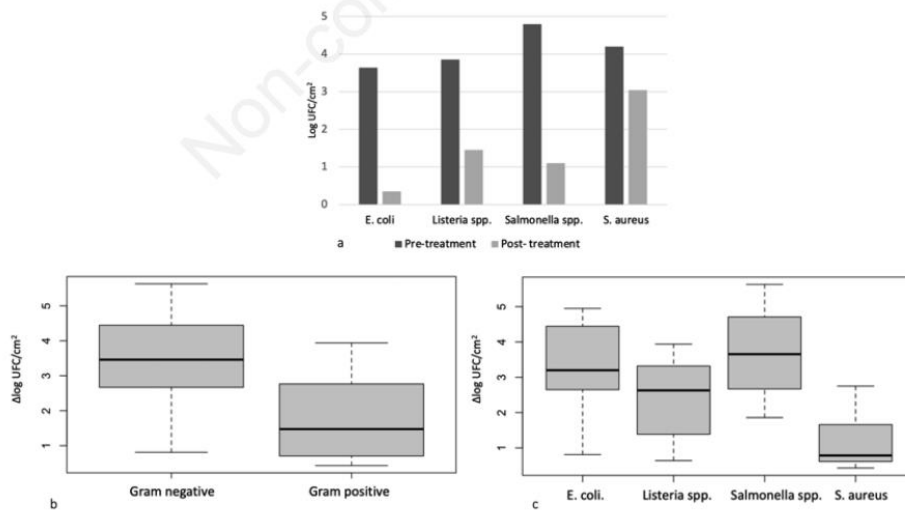 Non-co
5
4
3
2
1
0
Log UFC/cm²
E. coli Listeria spp. Salmonella spp. S. aureus
a
Pre-treatment Post- treatment
5
4
3
2
1
Δlog UFC/cm²
Gram negative Gram positive
b
5
4
3
2
1
Δlog UFC/cm²
E. coli. Listeria spp. Salmonella spp. S. aureus
c